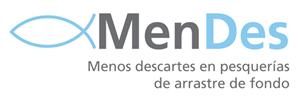 MenDes
Menos descartes en pesquerías
de arrastre de fondo